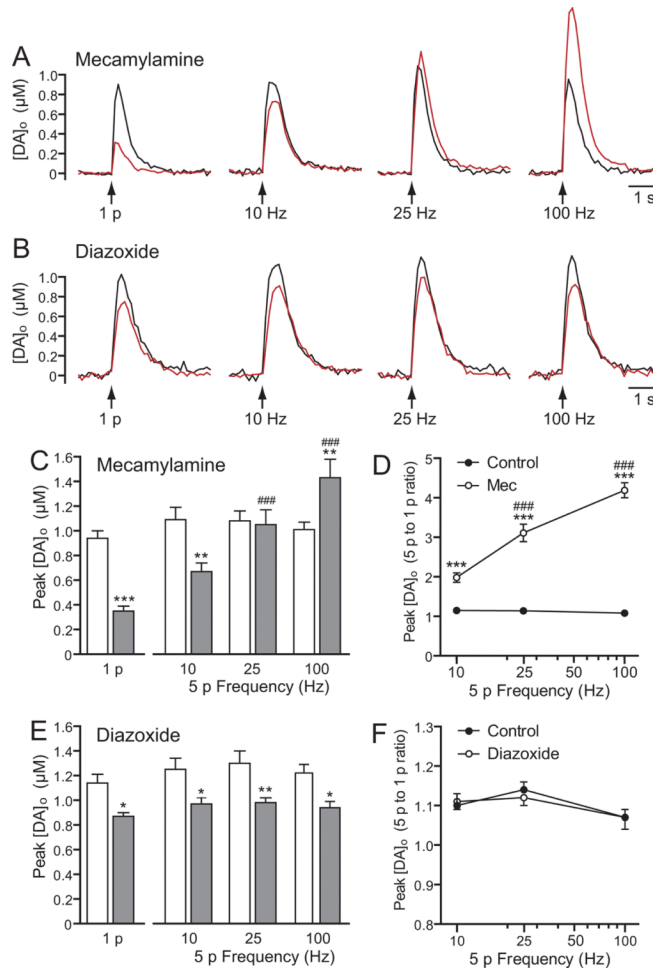 A
Mecamylamine
[DA]o (µM)
1.0
0.8
0.6
0.4
0.2
0
1 p
10 Hz
25 Hz
100 Hz
1 s
B
Diazoxide
[DA]o (µM)
1.0
0.8
0.6
0.4
0.2
0
1 p
10 Hz
25 Hz
100 Hz
1 s
C
Mecamylamine
Peak [DA]o (µM)
1.6
1.4
1.2
1.0
0.8
0.6
0.4
0.2
0
***
**
###
###
**
1 p
10
25
100
5 p Frequency (Hz)
D
Control
Mec
Peak [DA]o (5 p to 1 p ratio)
5
4
3
2
1
0
***
###
***
###
***
10
25
50
100
5 p Frequency (Hz)
E
Diazoxide
Peak [DA]o (µM)
1.6
1.4
1.2
1.0
0.8
0.6
0.4
0.2
0
*
*
**
*
1 p
10
25
100
5 p Frequency (Hz)
F
Control
Diazoxide
Peak [DA]o (5 p to 1 p ratio)
1.3
1.2
1.1
1.0
0.9
0.8
10
25
50
100
5 p Frequency (Hz)